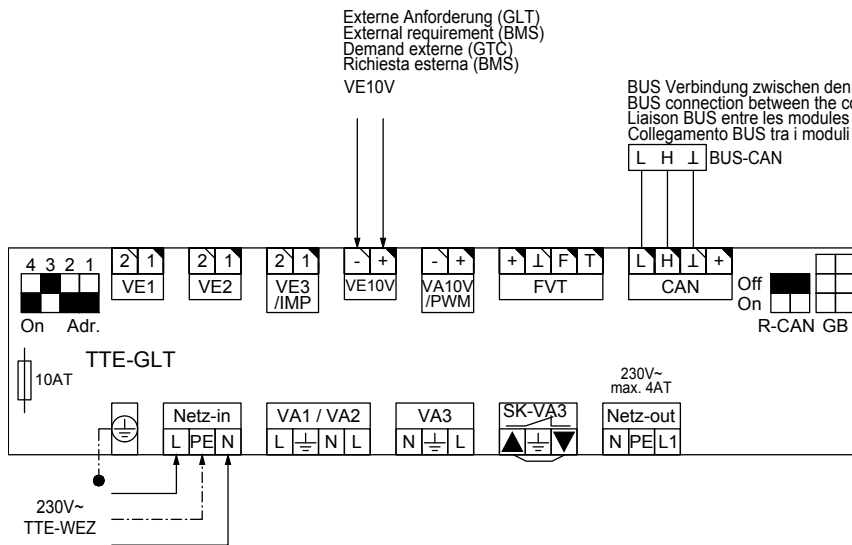 Externe Anforderung (GLT)
External requirement (BMS)
Demand externe (GTC)
Richiesta esterna (BMS)
VE10V
BUS Verbindung zwischen den
BUS connection between the co
Liaison BUS entre les modules
Collegamento BUS tra i moduli
L H ⊥ BUS-CAN
4 3 2 1
On Adr.
2 1
VE1
2 1
VE2
2 1
VE3
/IMP
- +
VE10V
- +
VA10V
/PWM
+ ⊥ F T
FVT
L H ⊥ +
CAN
Off
On
R-CAN GB
TTE-GLT
10AT
230V~
max. 4AT
Netz-in
L PE N
VA1 / VA2
L ⏚ N L
VA3
N ⏚ L
SK-VA3
▲ ⏚ ▼
Netz-out
N PE L1
230V~
TTE-WEZ